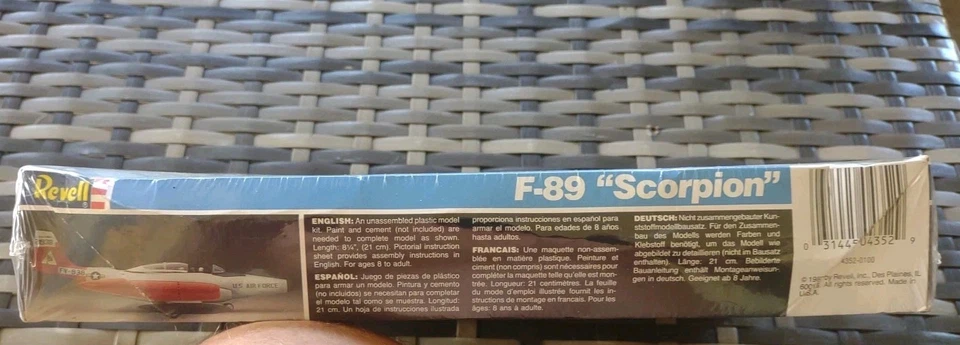 Revell
F-89 "Scorpion"
U.S. AIR FORCE
ENGLISH: An unassembled plastic model
kit. Paint and cement (not included) are
needed to complete model as shown.
Length: 8¼", (21 cm). Pictorial instruction
sheet provides assembly instructions in
English. For ages 8 to adult.
ESPAÑOL: Juego de piezas de plástico
para armar un modelo. Pintura y cemento
(no incluidos) se necesitan para completar
el modelo tal como se muestra. Longitud:
21 cm. Un hoja de instrucciones ilustrada
proporciona instrucciones en español para
armar el modelo. Para edades de 8 años
hasta adultos.
FRANCAIS: Une maquette non-assem-
blée en matière plastique. Peinture et
ciment (non compris) sont nécessaires pour
compléter la maquette telle qu'elle est mon-
trée. Longueur: 21 centimètres. La feuille
du mode d'emploi illustrée fournit les ins-
tructions de montage en francais. Pour les
âges: 8 ans à adulte.
DEUTSCH: Nicht zusammengebauter Kun-
ststoffmodellbausatz. Für den Zusammen-
bau des Modells werden Farben und
Klebstoff benötigt, um das Modell wie
abgebildet zu detaillieren (nicht im Bausatz
enthalten). Länge: 21 cm. Bebilderte
Bauanleitung enthält Montageanweisun-
gen in deutsch. Geeignet ab 8 Jahre.
0 31445 04352 9
4352-0100
Revell, Inc. Des Plaines, IL
All rights reserved. Made in
U.S.A.